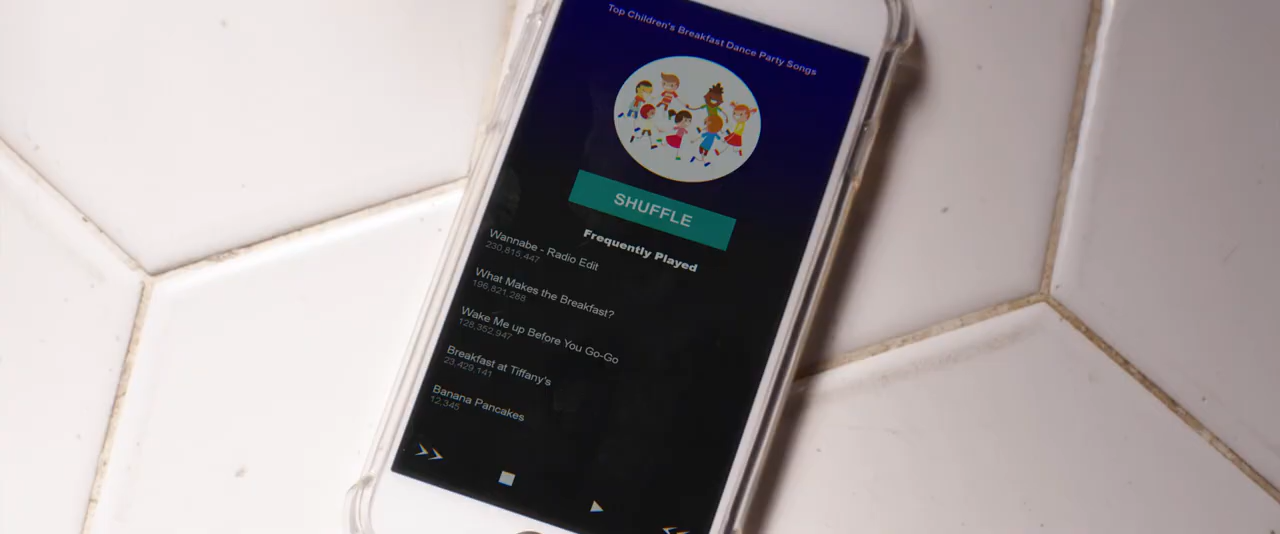 Top Children's Breakfast Dance Party Songs
SHUFFLE
Frequently Played
Wannabe - Radio Edit
230,815,447
What Makes the Breakfast?
196,821,288
Wake Me up Before You Go-Go
128,352,947
Breakfast at Tiffany's
23,429,141
Banana Pancakes
12,345